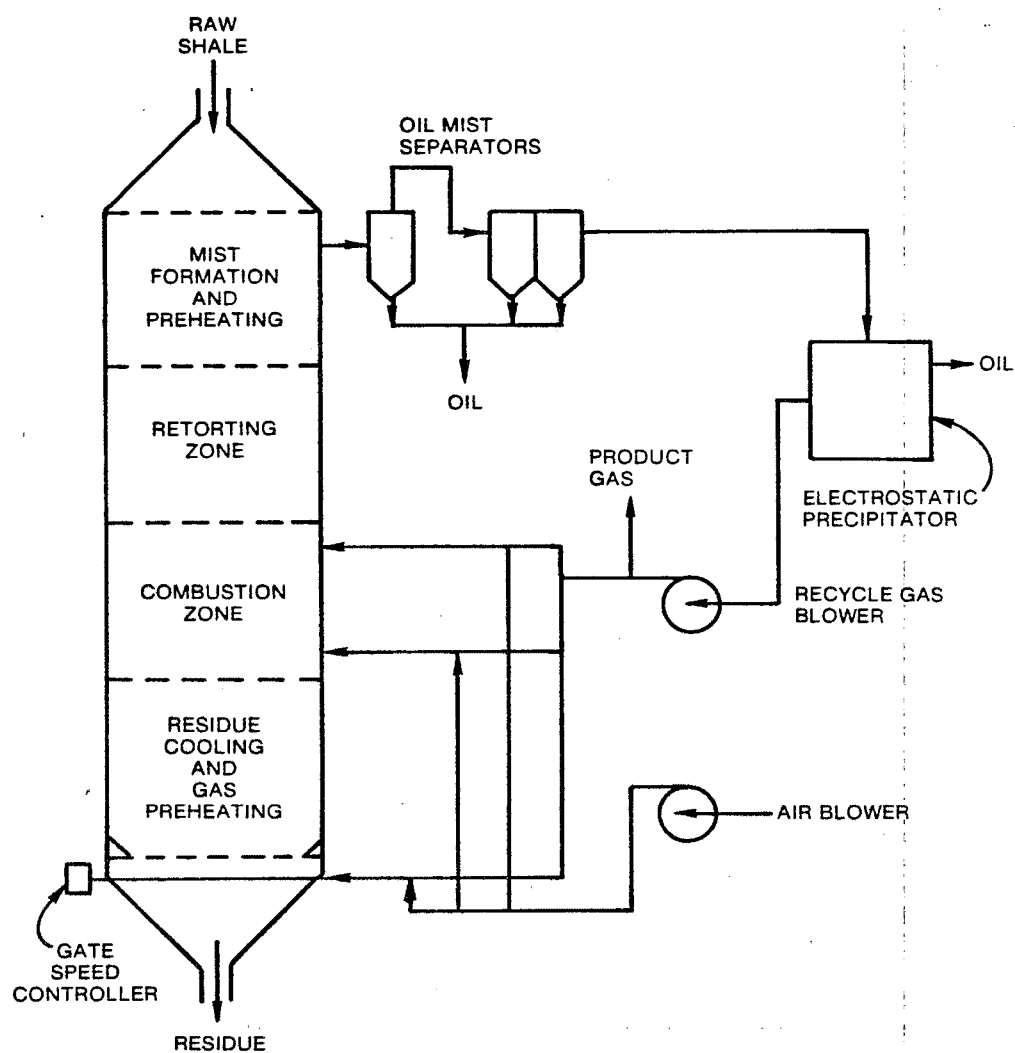 RAW
SHALE
OIL MIST
SEPARATORS
MIST
FORMATION
AND
PREHEATING
OIL
OIL
RETORTING
ZONE
PRODUCT
GAS
ELECTROSTATIC
PRECIPITATOR
COMBUSTION
ZONE
RECYCLE GAS
BLOWER
RESIDUE
COOLING
AND
GAS
PREHEATING
AIR BLOWER
GATE
SPEED
CONTROLLER
RESIDUE